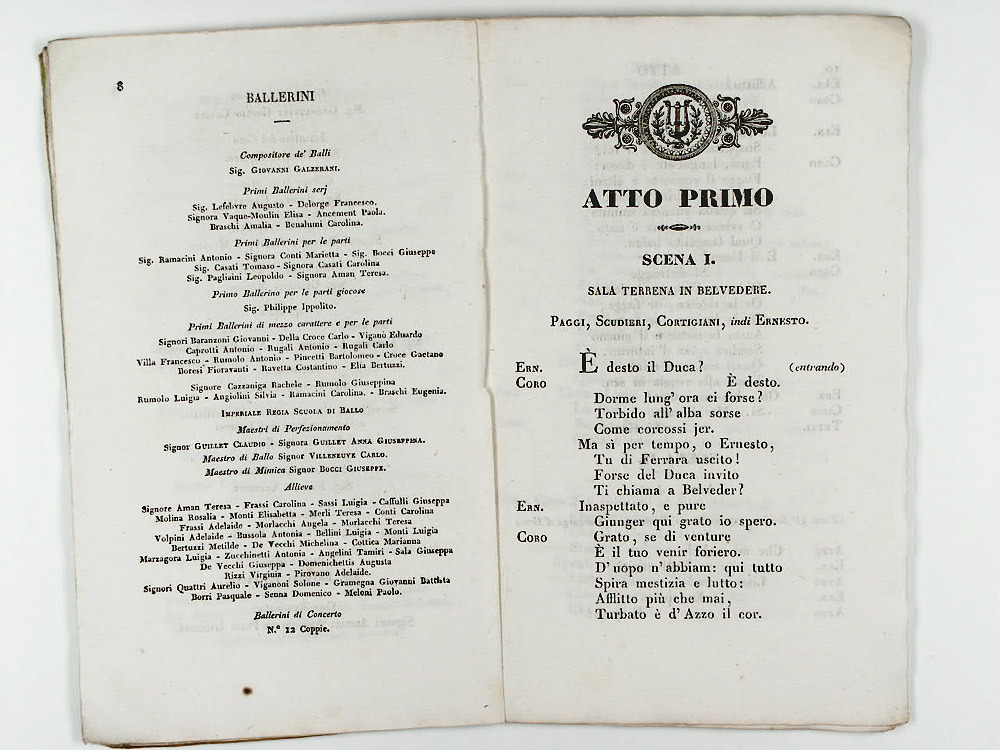 8
BALLERINI
Compositore de' Balli
Sig. GIOVANNI GALZERANI.
Primi Ballerini serj
Sig. Lefebvre Augusto - Delorge Francesco.
Signora Vaque-Moulin Elisa - Ancement Paola.
Braschi Amalia - Benalumi Carolina.
Primi Ballerini per le parti
Sig. Ramacini Antonio - Signora Conti Marietta - Sig. Bocci Giuseppe
Sig. Casati Tomaso - Signora Casati Carolina
Sig. Pagliaini Leopoldo - Signora Aman Teresa.
Primo Ballerino per le parti giocose
Sig. Philippe Ippolito.
Primi Ballerini di mezzo carattere e per le parti
Signori Baranzoni Giovanni - Della Croce Carlo - Viganò Eduardo
Caprotti Antonio - Rugali Antonio - Rugali Carlo
Villa Francesco - Rumolo Antonio - Pincetti Bartolomeo - Croce Gaetano
Boresi Fioravanti - Ravetta Costantino - Elia Bertuzzi.
Signore Cazzaniga Rachele - Rumolo Giuseppina
Rumolo Luigia - Angiolini Silvia - Ramacini Carolina. - Braschi Eugenia.
IMPERIALE REGIA SCUOLA DI BALLO
Maestri di Perfezionamento
Signor GUILLET CLAUDIO - Signora GUILLET ANNA GIUSEPPINA.
Maestro di Ballo Signor VILLENEUVE CARLO.
Maestro di Mimica Signor BOCCI GIUSEPPE.
Allieve
Signore Aman Teresa - Frassi Carolina - Sassi Luigia - Caffulli Giuseppa
Molina Rosalia - Monti Elisabetta - Merli Teresa - Conti Carolina
Frassi Adelaide - Morlacchi Angela - Morlacchi Teresa
Volpini Adelaide - Bussola Antonia - Bellini Luigia - Monti Luigia
Bertuzzi Metilde - De Vecchi Michelina - Cottica Marianna
Marzagora Luigia - Zucchinetti Antonia - Angelini Tamiri - Sala Giuseppa
De Vecchi Giuseppa - Domenichettis Augusta
Rizzi Virginia - Pirovano Adelaide.
Signori Quattri Aurelio - Viganoni Solone - Gramegna Giovanni Battista
Borri Pasquale - Senna Domenico - Meloni Paolo.
Ballerini di Concerto
N.º 12 Coppie.
ATTO PRIMO
SCENA I.
SALA TERRENA IN BELVEDERE.
PAGGI, SCUDIERI, CORTIGIANI, indi ERNESTO.
ERN. È desto il Duca? (entrando)
CORO È desto.
Dorme lung' ora ei forse?
Torbido all' alba sorse
Come corcossi jer.
Ma sì per tempo, o Ernesto,
Tu di Ferrara uscito!
Forse del Duca invito
Ti chiama a Belveder?
ERN. Inaspettato, e pure
Giunger qui grato io spero.
CORO Grato, se di venture
È il tuo venir foriero.
D' uopo n' abbiam: qui tutto
Spira mestizia e lutto:
Afflitto più che mai,
Turbato è d' Azzo il cor.